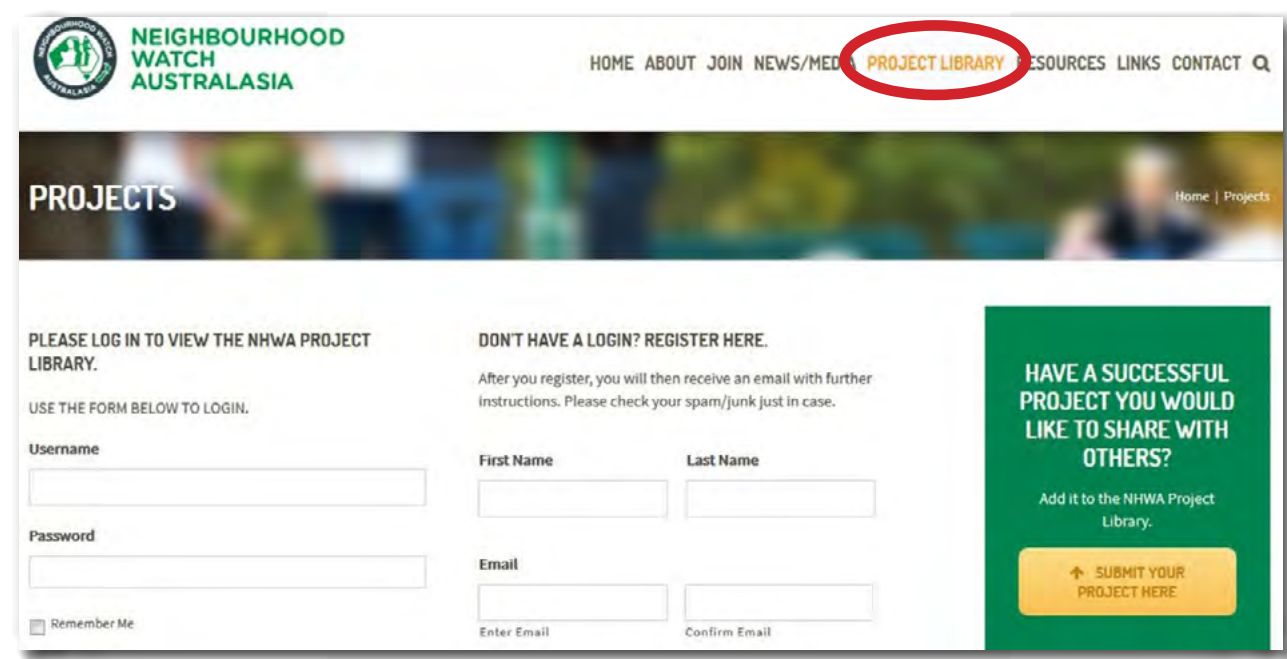 NEIGHBOURHOOD WATCH
AUSTRALASIA
NEIGHBOURHOOD
WATCH
AUSTRALASIA
HOME ABOUT JOIN NEWS/MEDIA PROJECT LIBRARY RESOURCES LINKS CONTACT
PROJECTS
Home | Projects
PLEASE LOG IN TO VIEW THE NHWA PROJECT
LIBRARY.
USE THE FORM BELOW TO LOGIN.
Username
Password
Remember Me
DON'T HAVE A LOGIN? REGISTER HERE.
After you register, you will then receive an email with further
instructions. Please check your spam/junk just in case.
First Name Last Name
Email
Enter Email Confirm Email
HAVE A SUCCESSFUL
PROJECT YOU WOULD
LIKE TO SHARE WITH
OTHERS?
Add it to the NHWA Project
Library.
SUBMIT YOUR
PROJECT HERE